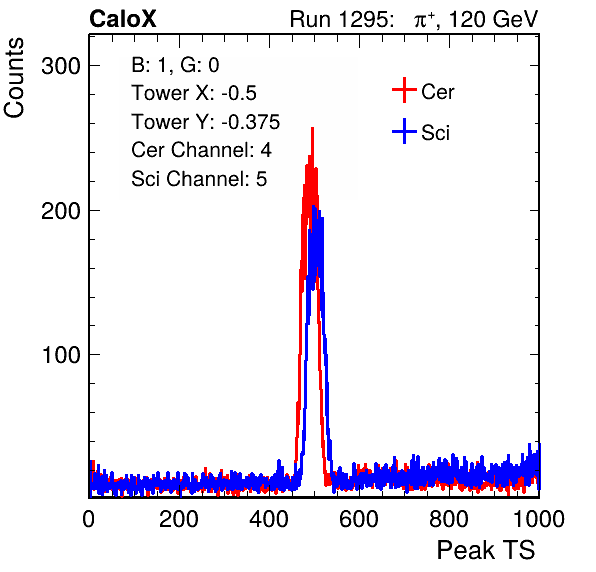 CaloX Run 1295: π+, 120 GeV
B: 1, G: 0
Tower X: -0.5
Tower Y: -0.375
Cer Channel: 4
Sci Channel: 5
Cer
Sci
Counts
300
200
100
0 200 400 600 800 1000
Peak TS